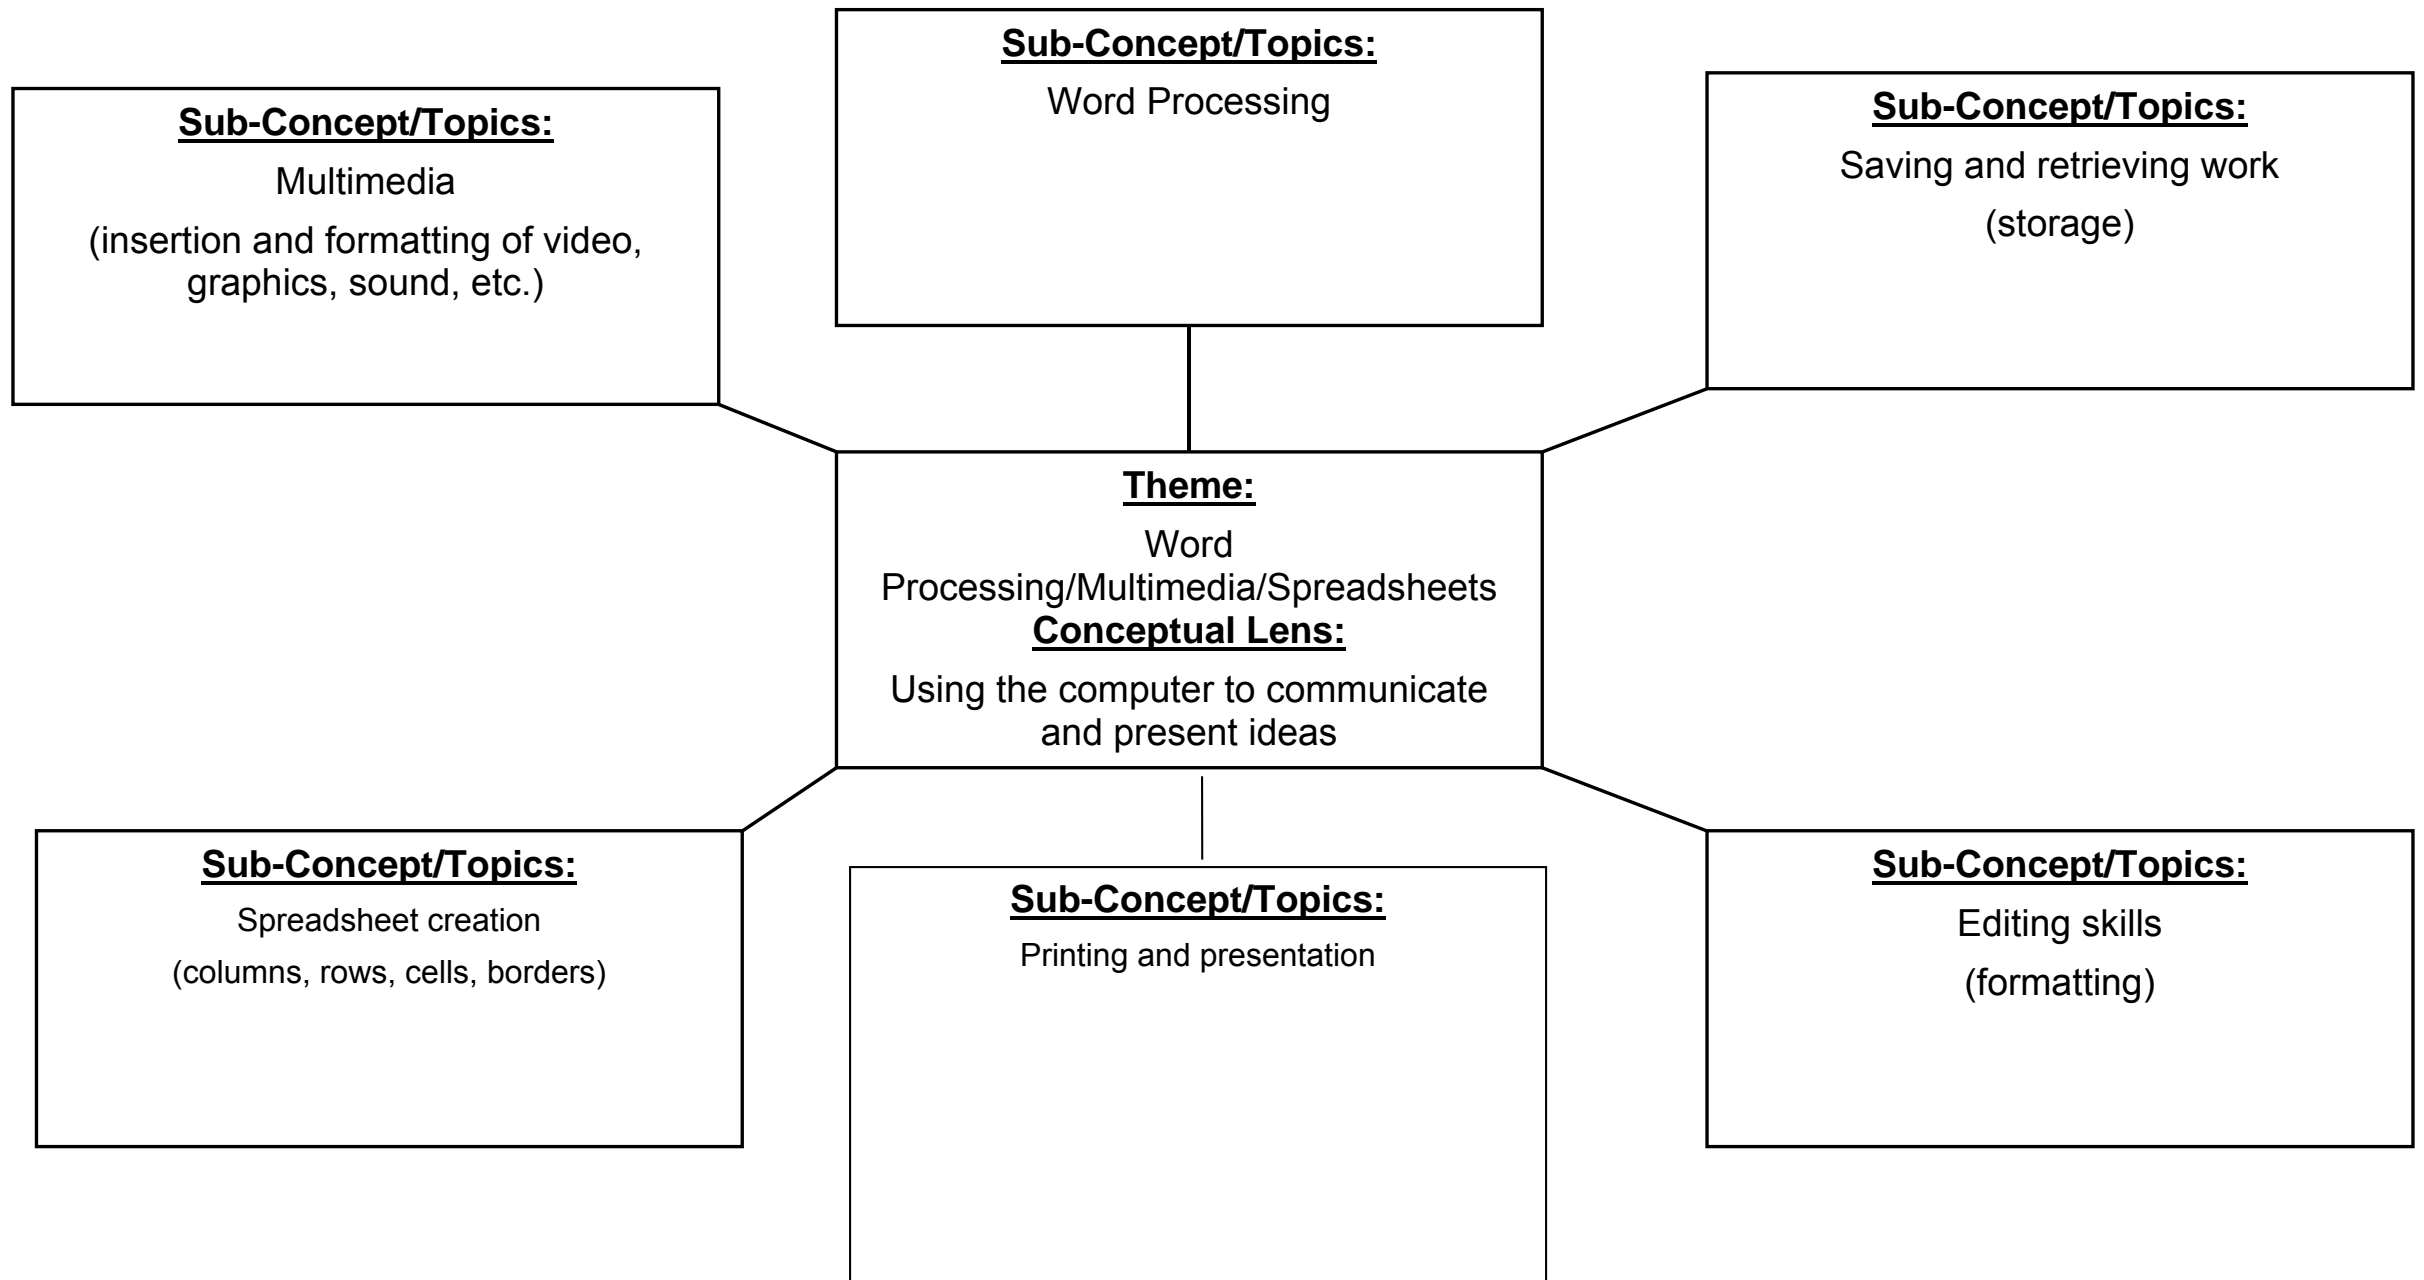 Sub-Concept/Topics:
Multimedia
(insertion and formatting of video,
graphics, sound, etc.)
Sub-Concept/Topics:
Word Processing
Sub-Concept/Topics:
Saving and retrieving work
(storage)
Theme:
Word
Processing/Multimedia/Spreadsheets
Conceptual Lens:
Using the computer to communicate
and present ideas
Sub-Concept/Topics:
Spreadsheet creation
(columns, rows, cells, borders)
Sub-Concept/Topics:
Printing and presentation
Sub-Concept/Topics:
Editing skills
(formatting)